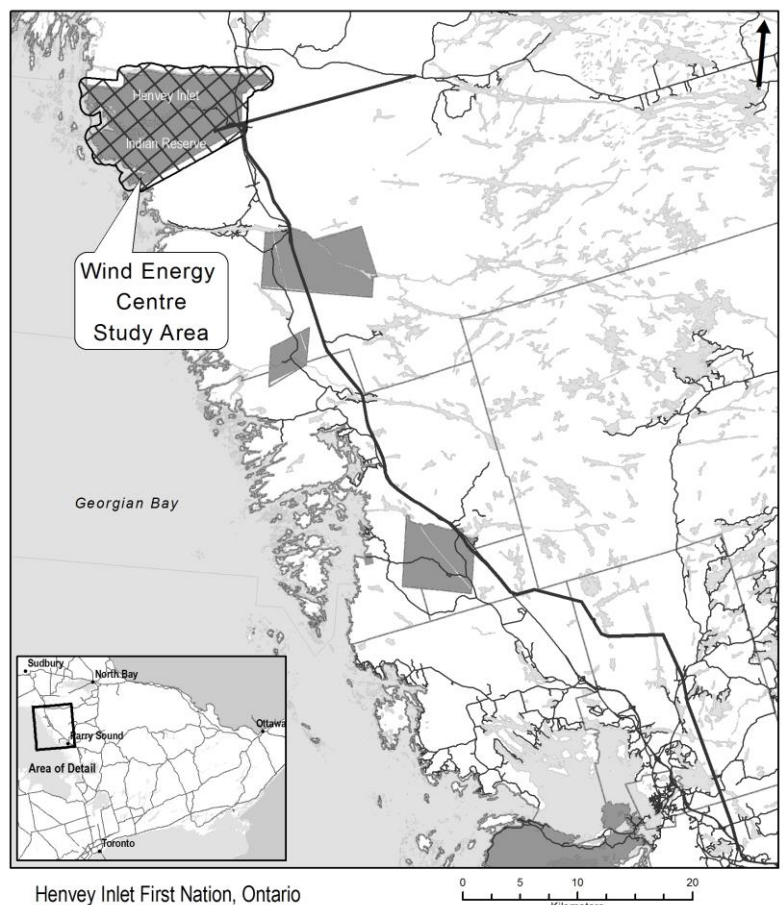 Henvey Inlet
Indian Reserve
Wind Energy
Centre
Study Area
Georgian Bay
Sudbury
North Bay
Ottawa
Parry Sound
Area of Detail
Toronto
Henvey Inlet First Nation, Ontario
0 5 10 20
Kilometers